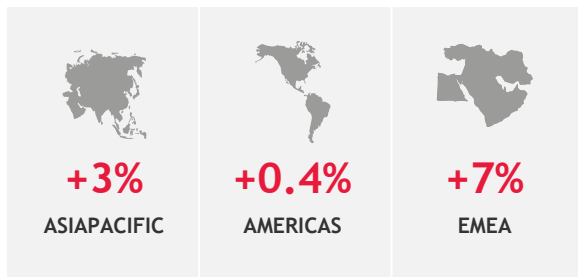 +3%
ASIAPACIFIC
+0.4%
AMERICAS
+7%
EMEA